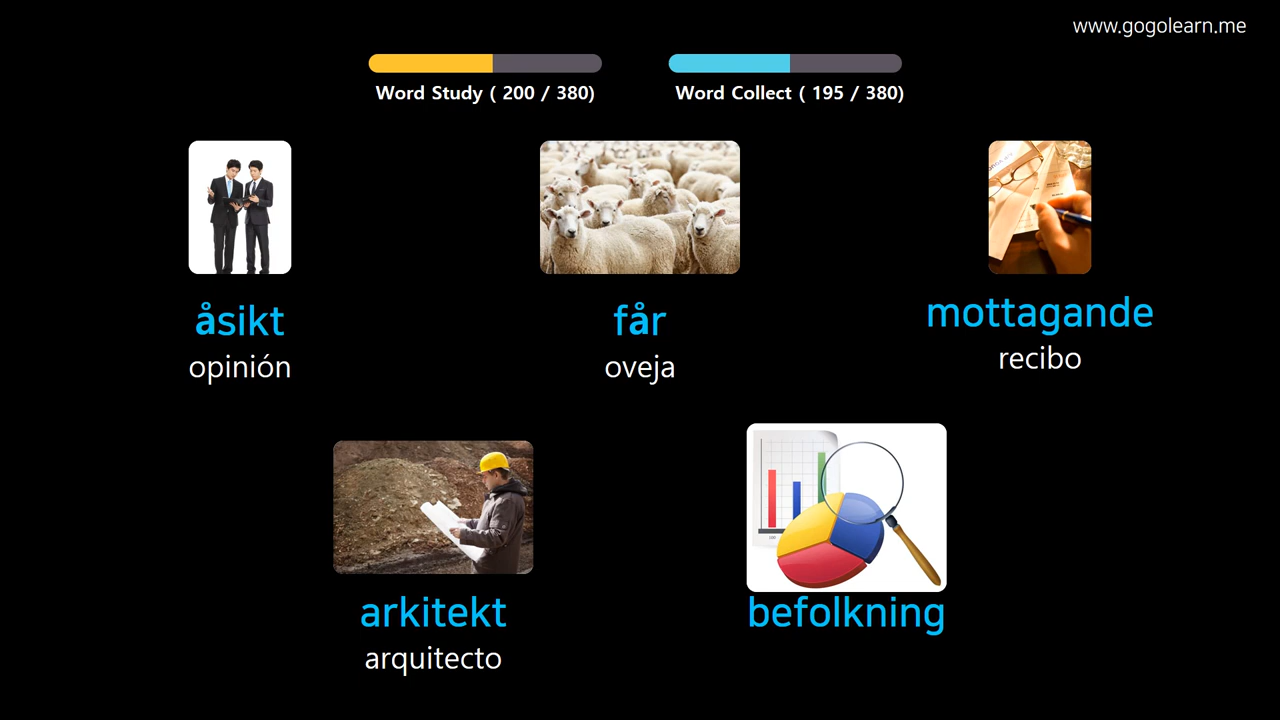 www.gogolearn.me
Word Study ( 200 / 380)
Word Collect ( 195 / 380)
åsikt
opinión
får
oveja
mottagande
recibo
arkitekt
arquitecto
befolkning